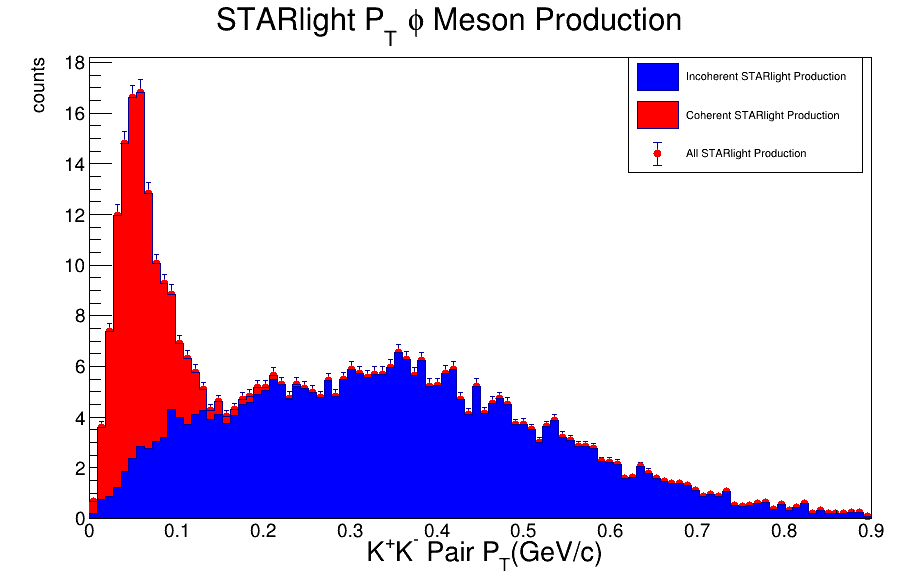 STARlight P_T ϕ Meson Production
counts
18
16
14
12
10
8
6
4
2
0
Incoherent STARlight Production
Coherent STARlight Production
All STARlight Production
0 0.1 0.2 0.3 0.4 0.5 0.6 0.7 0.8 0.9
K⁺K⁻ Pair P_T(GeV/c)